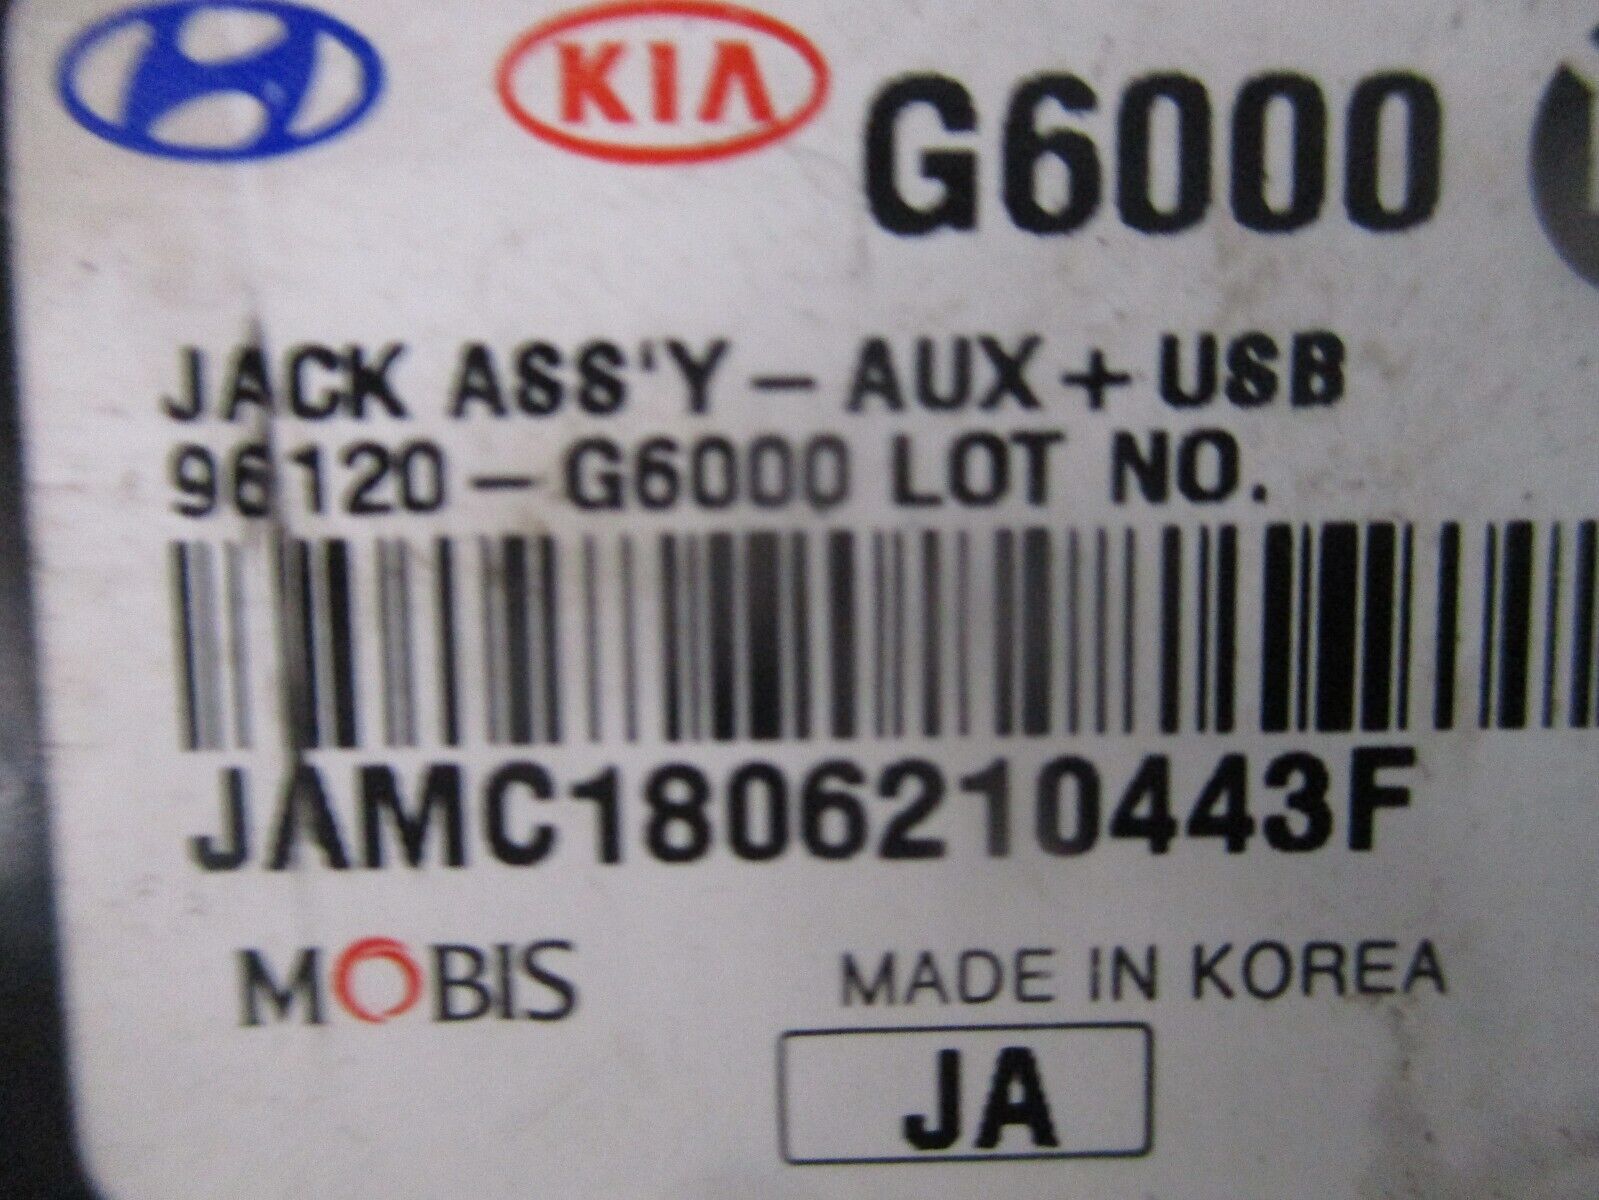 KIA G6000
JACK ASS'Y - AUX + USB
96120 - G6000 LOT NO.
JAMC1806210443F
MOBIS MADE IN KOREA
JA